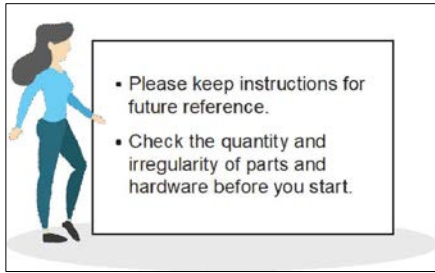 ▪ Please keep instructions for
future reference.
▪ Check the quantity and
irregularity of parts and
hardware before you start.